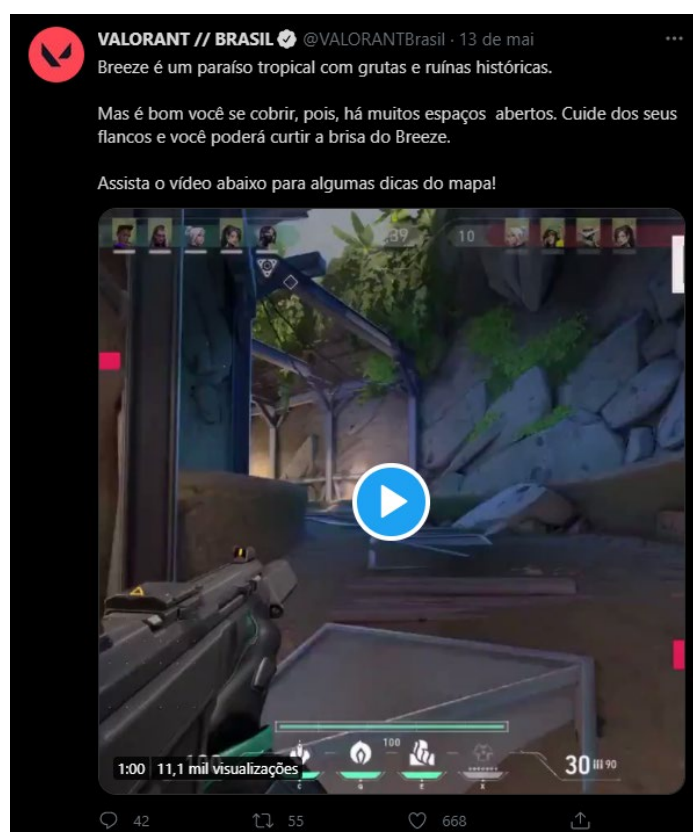 VALORANT // BRASIL @VALORANTBrasil · 13 de mai
Breeze é um paraíso tropical com grutas e ruínas históricas.
Mas é bom você se cobrir, pois, há muitos espaços abertos. Cuide dos seus
flancos e você poderá curtir a brisa do Breeze.
Assista o vídeo abaixo para algumas dicas do mapa!
:39 10
100
30 90
C Q E X
1:00 11,1 mil visualizações
42 55 668